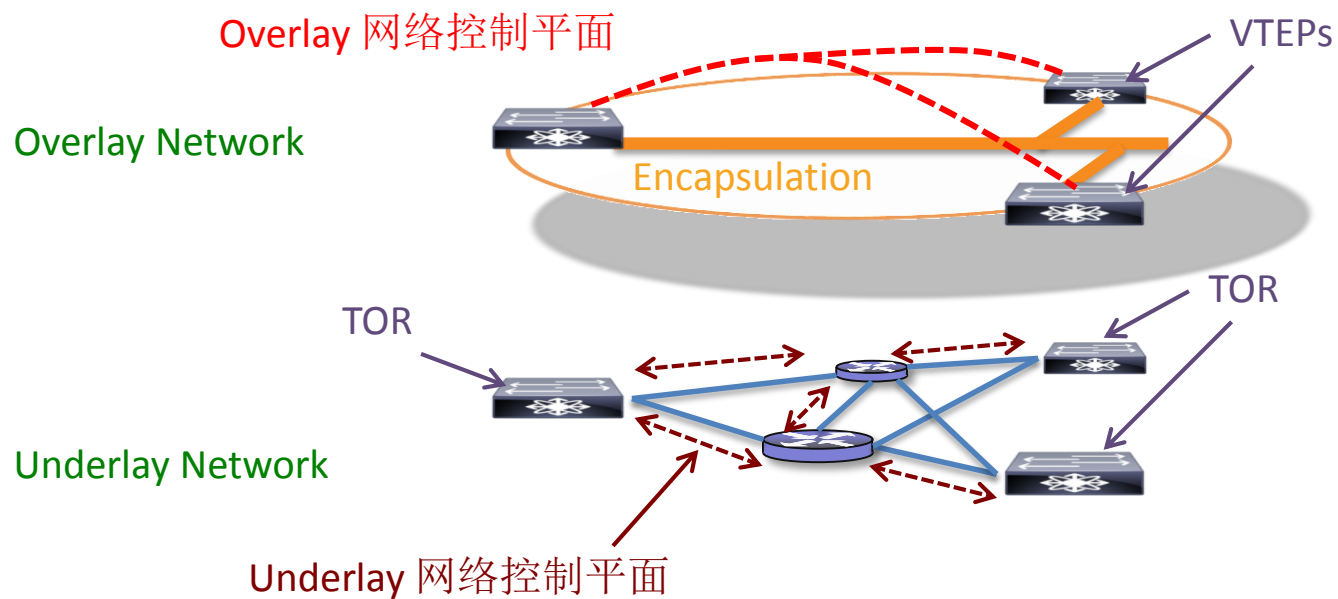 Overlay 网络控制平面
VTEPs
Overlay Network
Encapsulation
TOR
TOR
Underlay Network
Underlay 网络控制平面